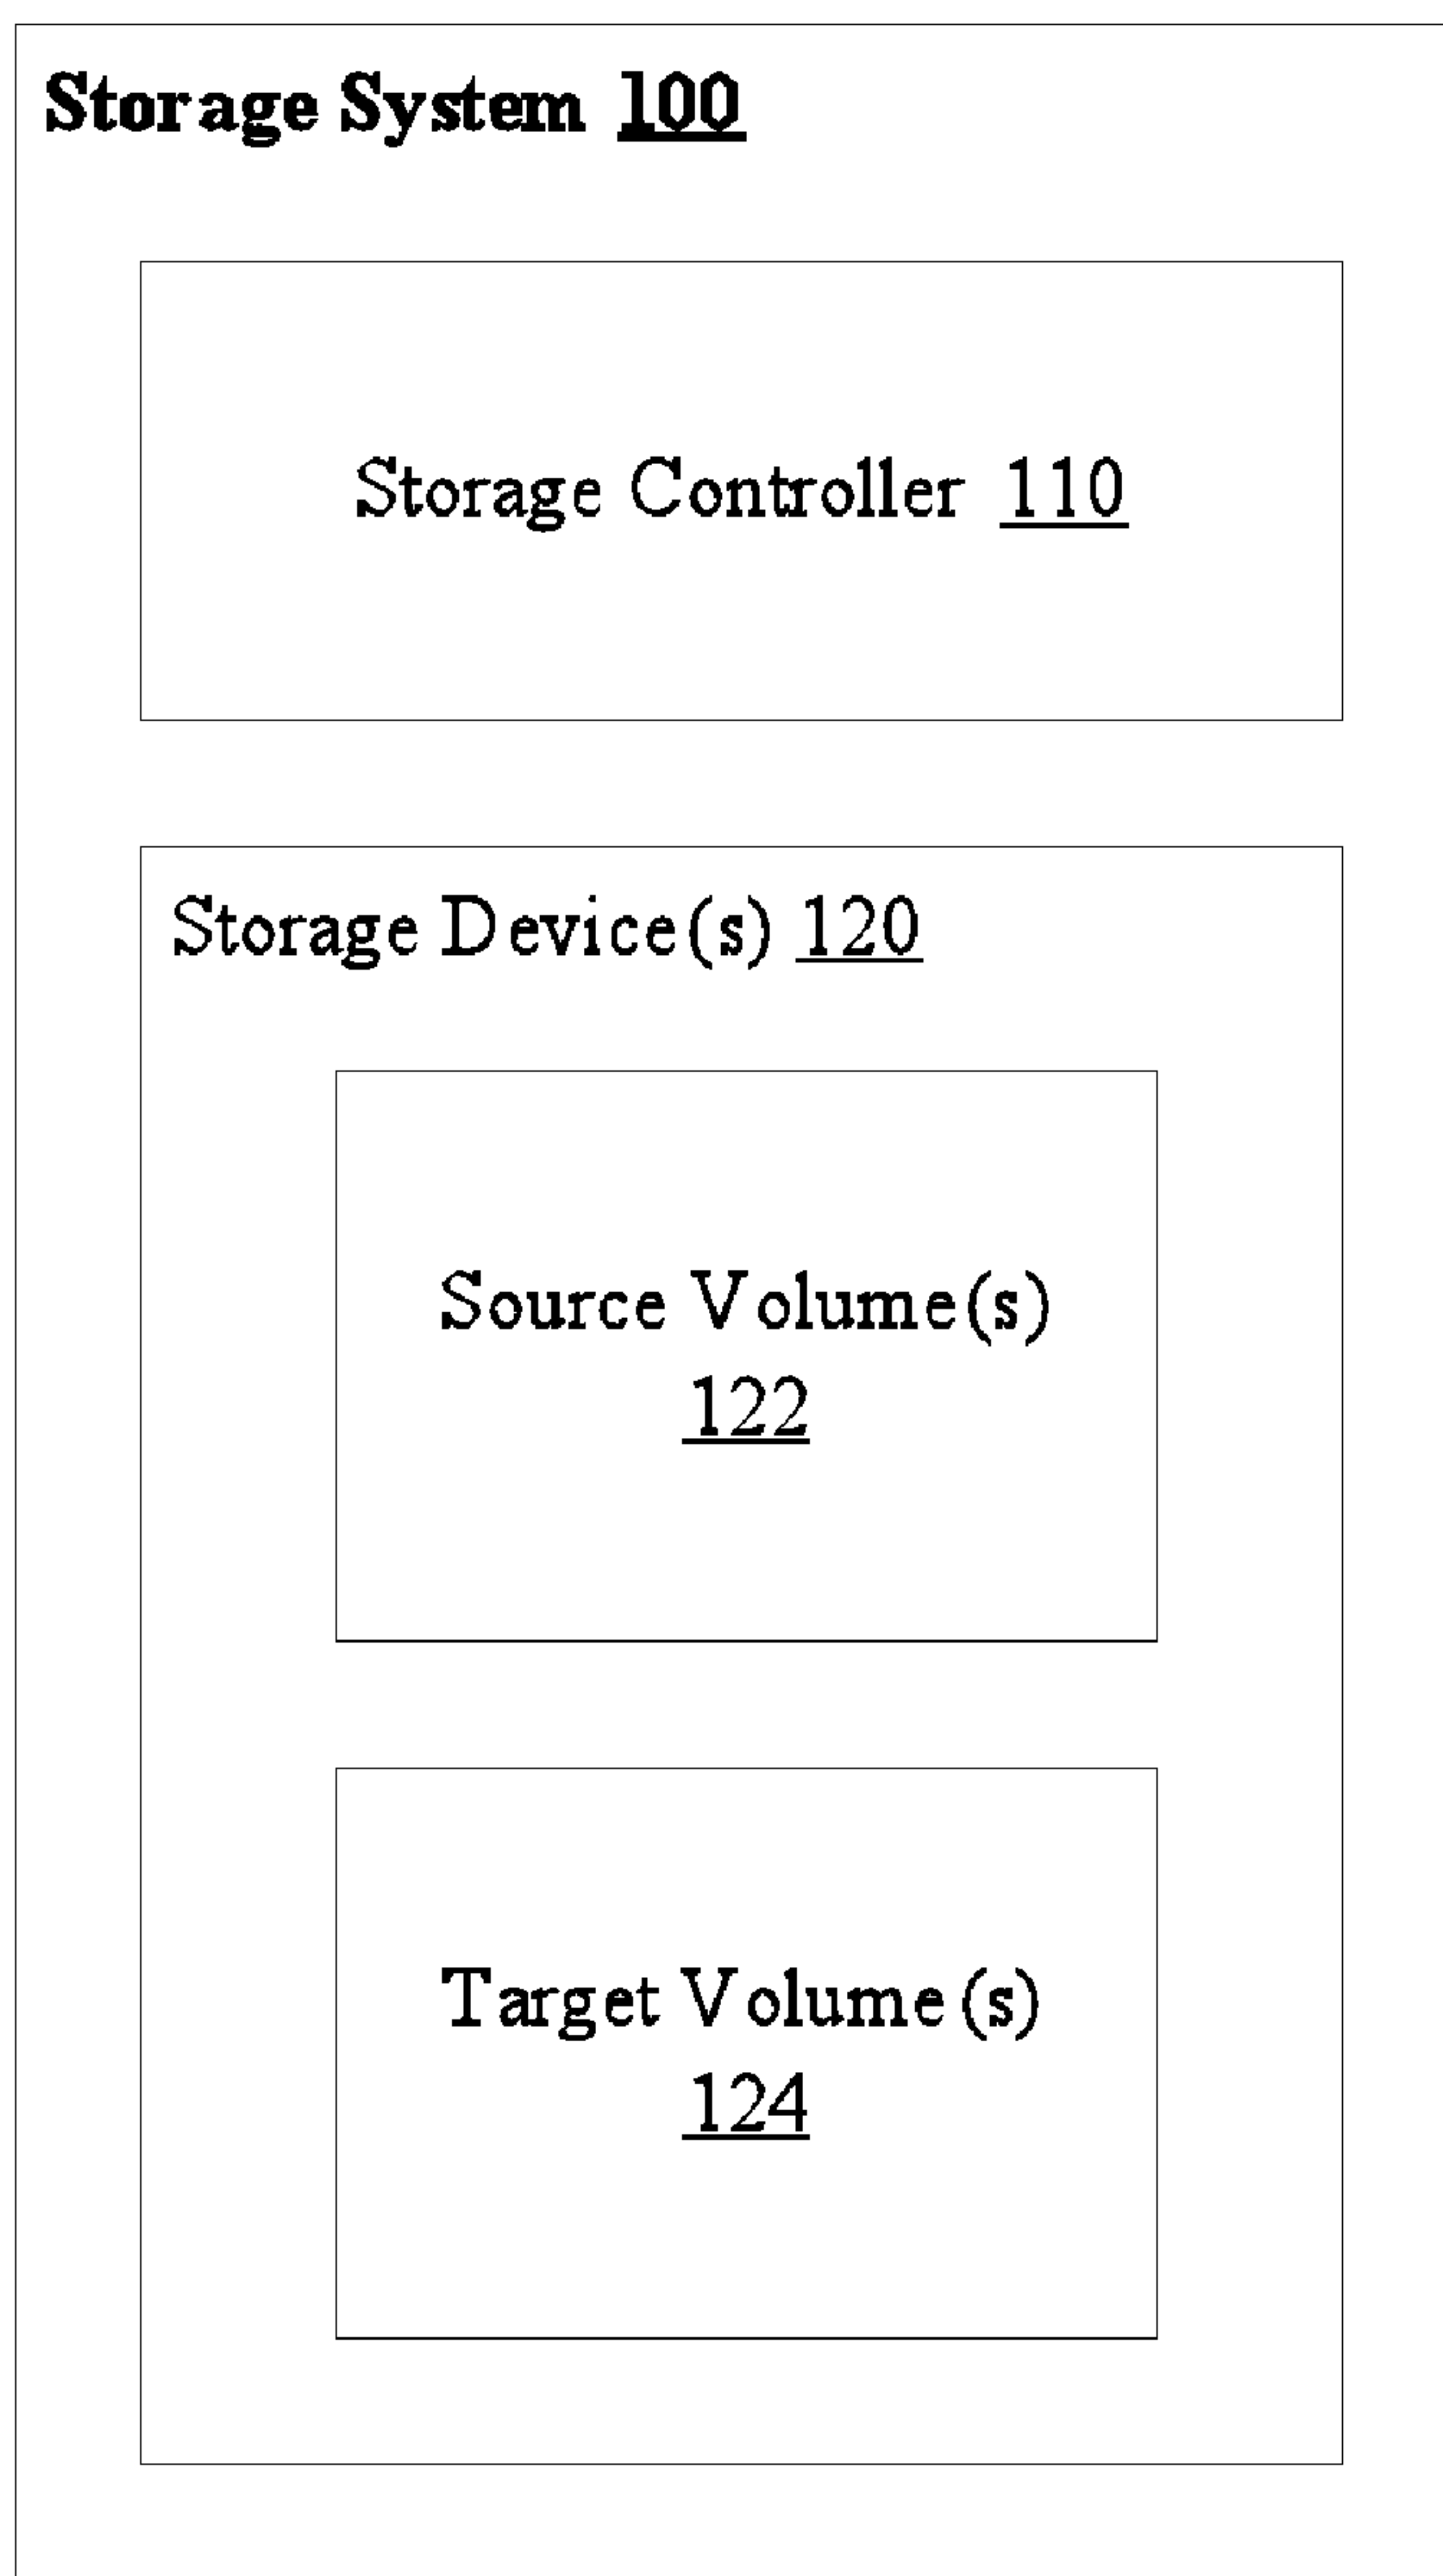 Storage System 100
Storage Controller 110
Storage Device(s) 120
Source Volume(s)
122
Target Volume(s)
124